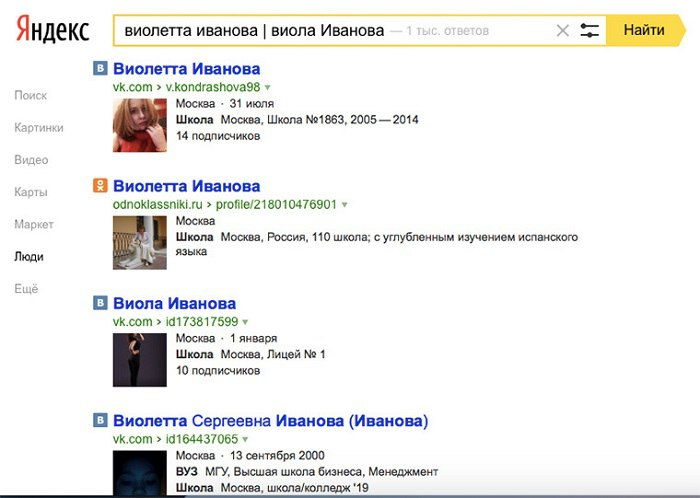 Яндекс
виолетта иванова | виола Иванова — 1 тыс. ответов
Найти
Поиск
Картинки
Видео
Карты
Маркет
Люди
Ещё
В Виолетта Иванова
vk.com › v.kondrashova98
Москва · 31 июля
Школа Москва, Школа №1863, 2005 — 2014
14 подписчиков
Виолетта Иванова
odnoklassniki.ru › profile/218010476901
Москва
Школа Москва, Россия, 110 школа; с углубленным изучением испанского
языка
В Виола Иванова
vk.com › id173817599
Москва · 1 января
Школа Москва, Лицей № 1
10 подписчиков
В Виолетта Сергеевна Иванова (Иванова)
vk.com › id164437065
Москва · 13 сентября 2000
ВУЗ МГУ, Высшая школа бизнеса, Менеджмент
Школа Москва, школа/колледж '19